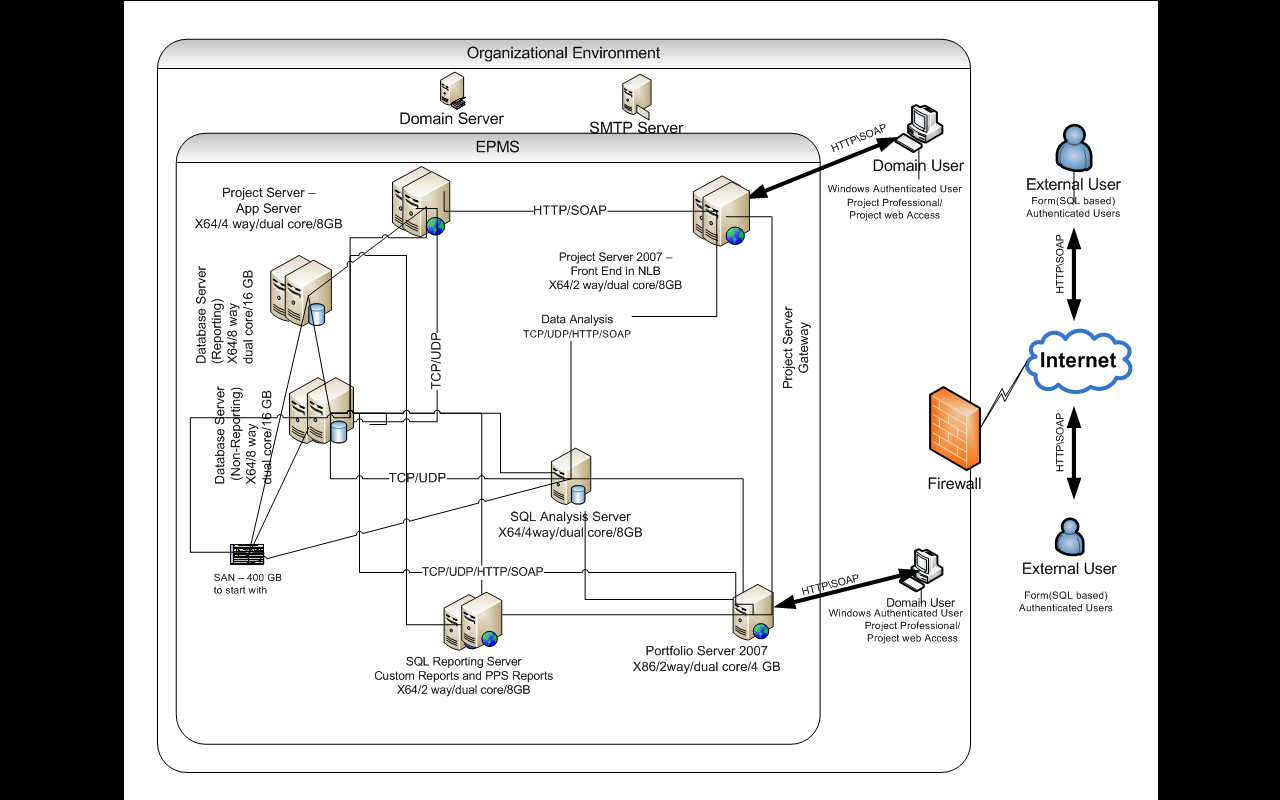 Organizational Environment
Domain Server
SMTP Server
EPMS
Project Server –
App Server
X64/4 way/dual core/8GB
HTTP/SOAP
HTTP\SOAP
Domain User
Windows Authenticated User
Project Professional/
Project web Access
External User
Form(SQL based)
Authenticated Users
HTTP\SOAP
Project Server 2007 –
Front End in NLB
X64/2 way/dual core/8GB
Database Server
(Reporting)
X64/8 way
dual core/16 GB
Data Analysis
TCP/UDP/HTTP/SOAP
TCP/UDP
Project Server
Gateway
Internet
Database Server
(Non-Reporting)
X64/8 way
dual core/16 GB
HTTP\SOAP
TCP/UDP
Firewall
SQL Analysis Server
X64/4way/dual core/8GB
SAN – 400 GB
to start with
TCP/UDP/HTTP/SOAP
HTTP\SOAP
External User
Form(SQL based)
Authenticated Users
Domain User
Windows Authenticated User
Project Professional/
Project web Access
SQL Reporting Server
Custom Reports and PPS Reports
X64/2 way/dual core/8GB
Portfolio Server 2007
X86/2way/dual core/4 GB